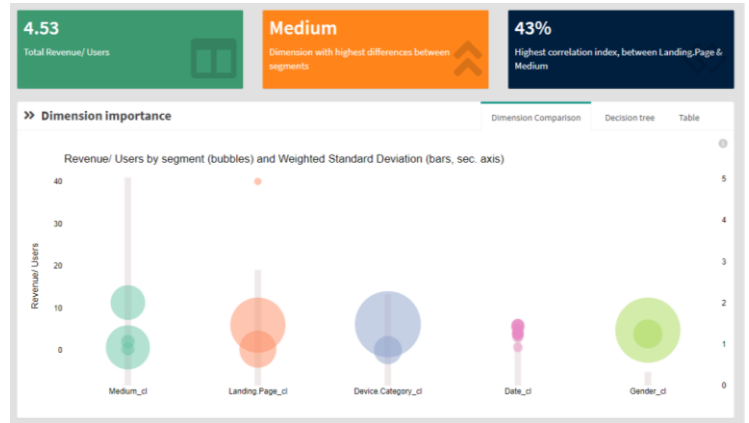 4.53
Total Revenue/ Users
Medium
Dimension with highest differences between
segments
43%
Highest correlation index, between Landing.Page &
Medium
Dimension importance
Dimension Comparison
Decision tree
Table
Revenue/ Users by segment (bubbles) and Weighted Standard Deviation (bars, sec. axis)
40
30
20
10
0
Revenue/ Users
5
4
3
2
1
0
Medium_cl
Landing.Page_cl
Device.Category_cl
Date_cl
Gender_cl